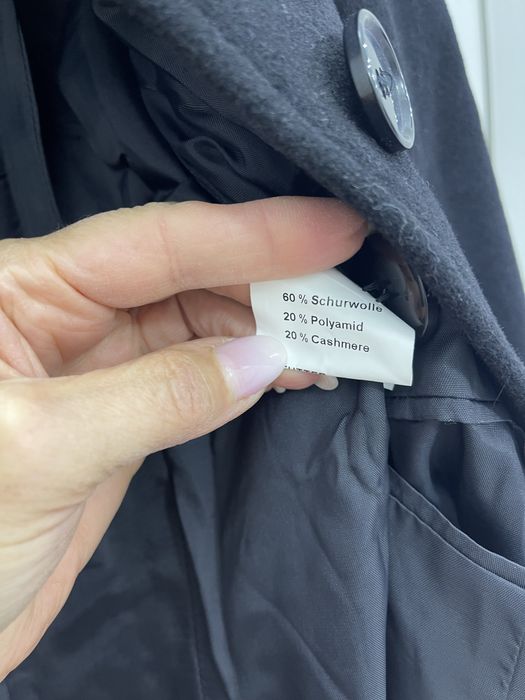 60 % Schurwolle
20 % Polyamid
20 % Cashmere